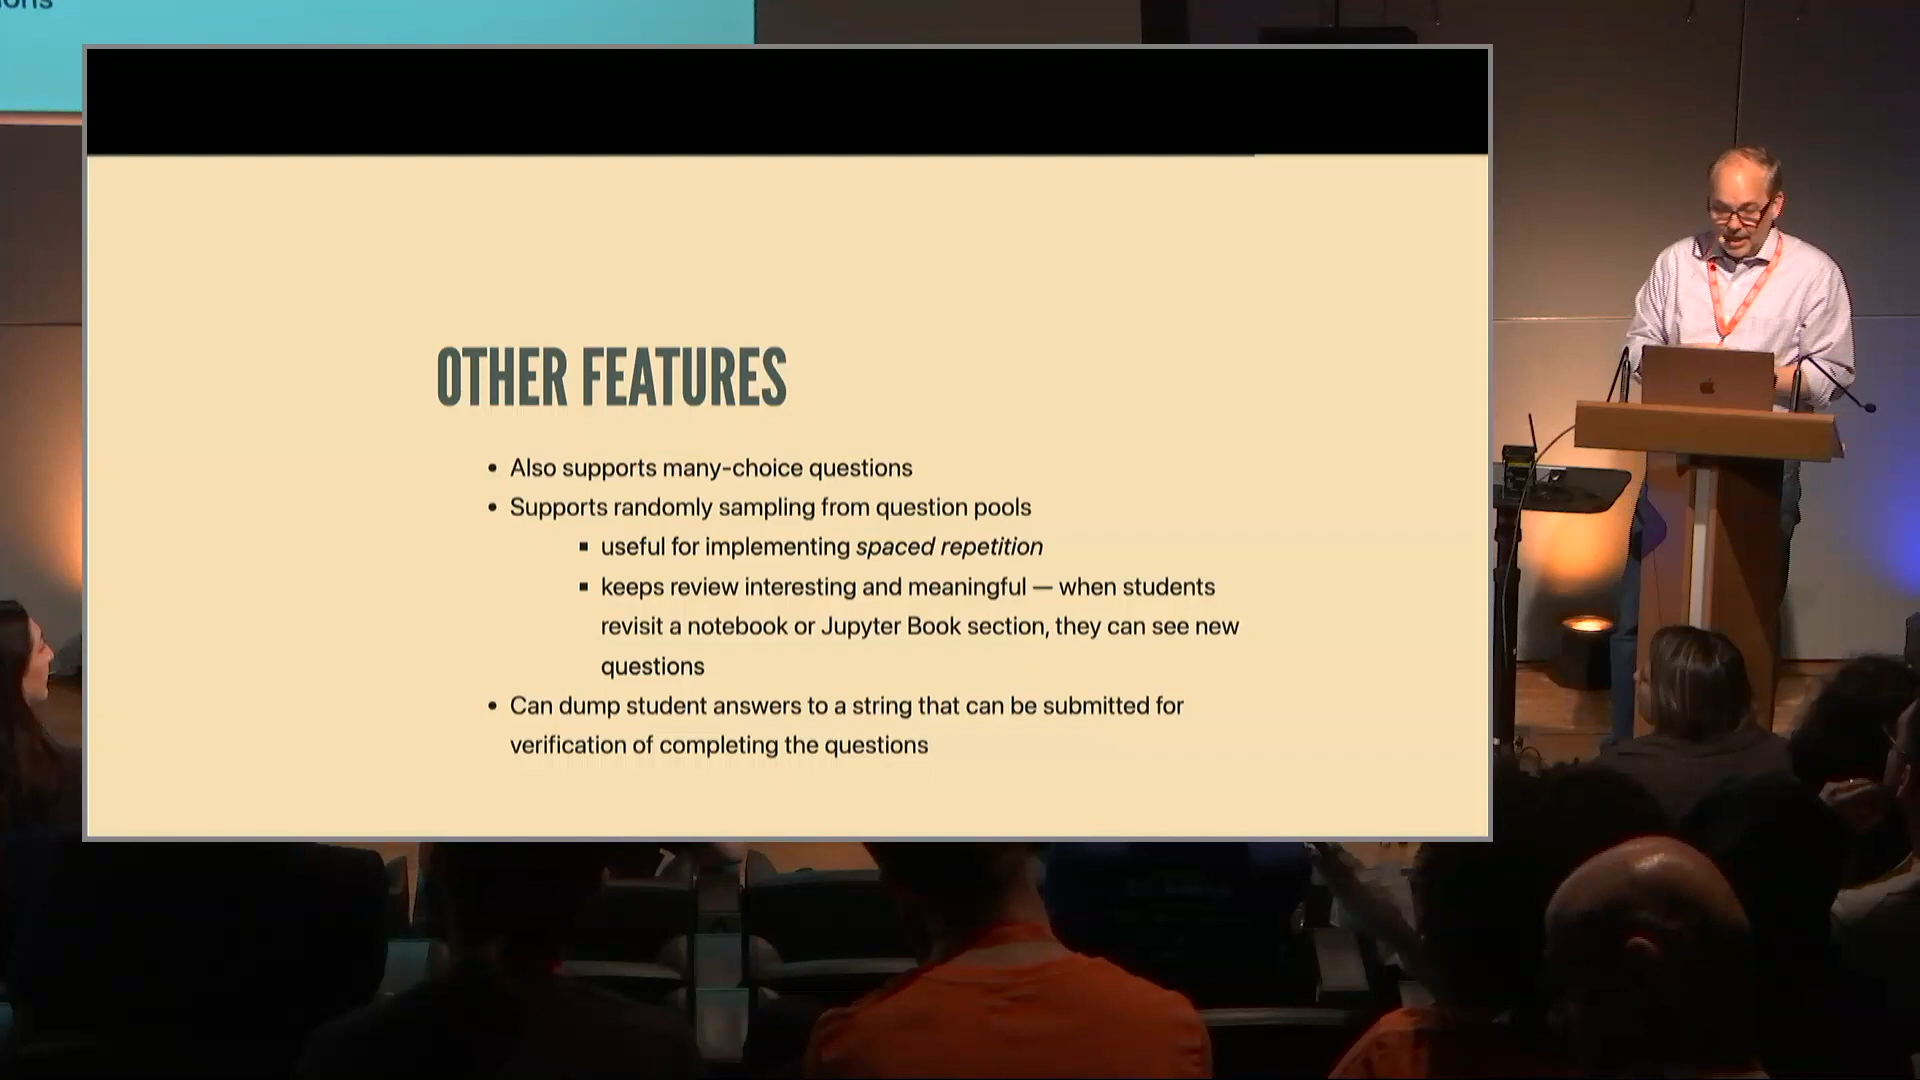 OTHER FEATURES
• Also supports many-choice questions
• Supports randomly sampling from question pools
▪ useful for implementing spaced repetition
▪ keeps review interesting and meaningful — when students
revisit a notebook or Jupyter Book section, they can see new
questions
• Can dump student answers to a string that can be submitted for
verification of completing the questions